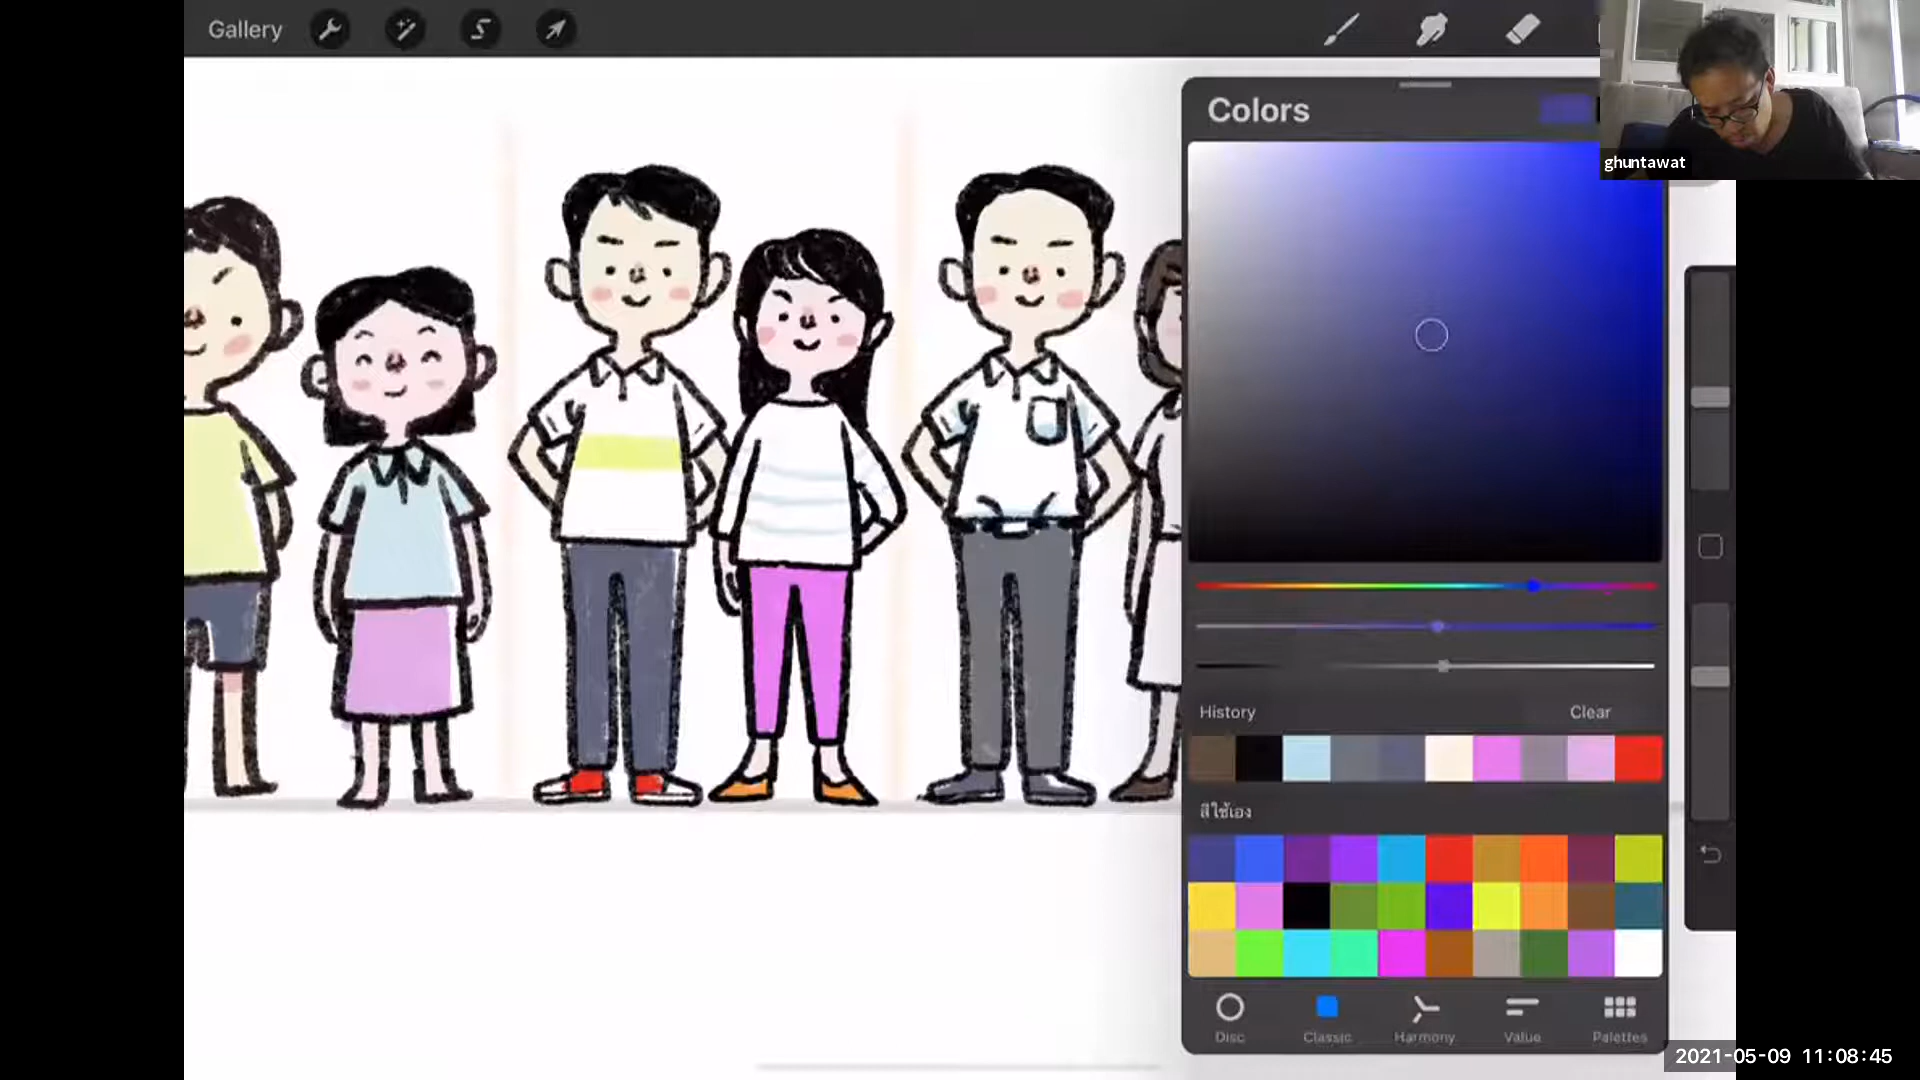 Gallery
Colors
ghuntawat
History
Clear
สีใช้เอง
Disc
Classic
Harmony
Value
Palettes
2021-05-09 11:08:45